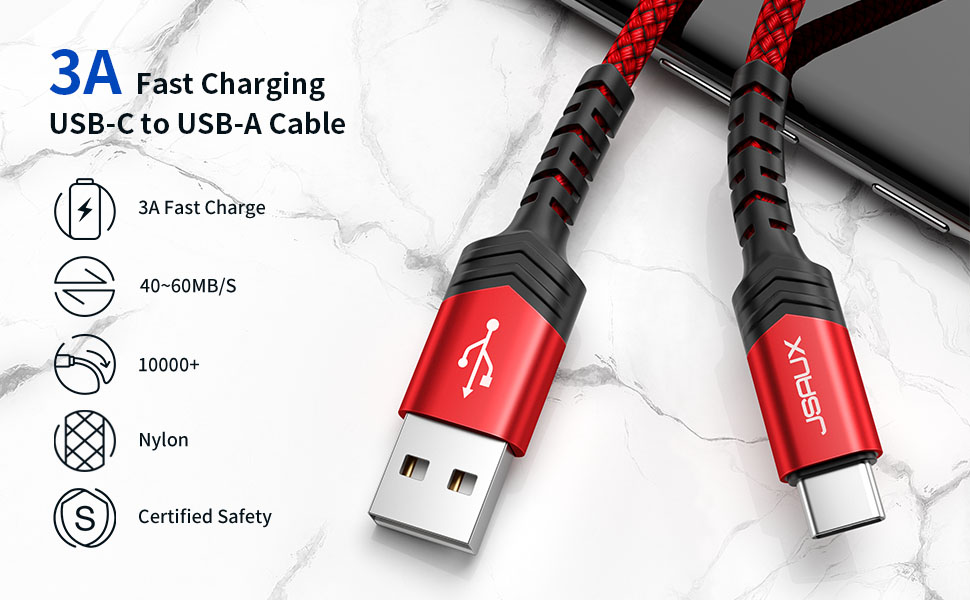 3A Fast Charging
USB-C to USB-A Cable
3A Fast Charge
40~60MB/S
10000+
Nylon
S Certified Safety
JSAUX